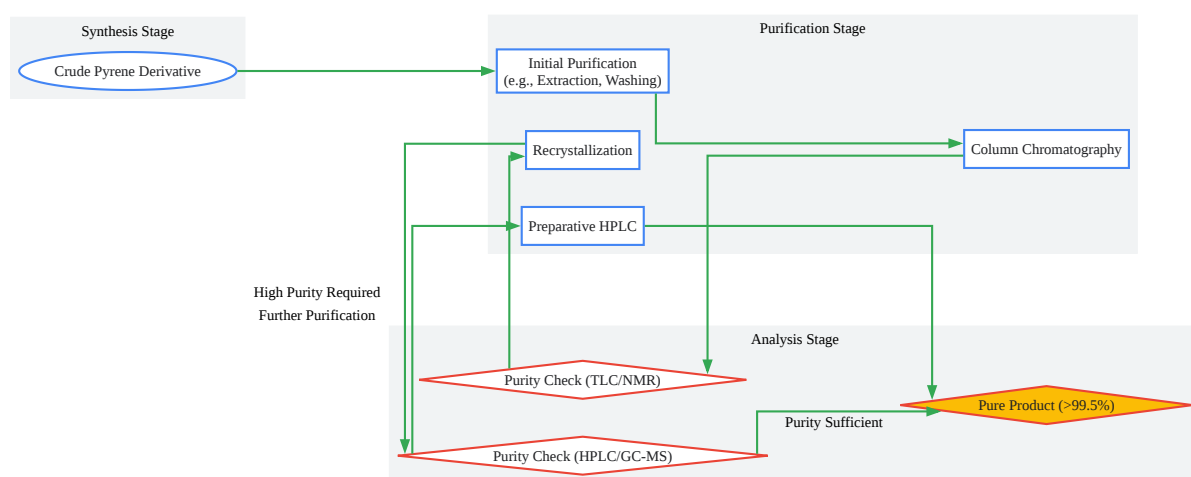 Synthesis Stage
Crude Pyrene Derivative
Purification Stage
Initial Purification
(e.g., Extraction, Washing)
Recrystallization
Column Chromatography
Preparative HPLC
High Purity Required
Further Purification
Analysis Stage
Purity Check (TLC/NMR)
Pure Product (>99.5%)
Purity Sufficient
Purity Check (HPLC/GC-MS)